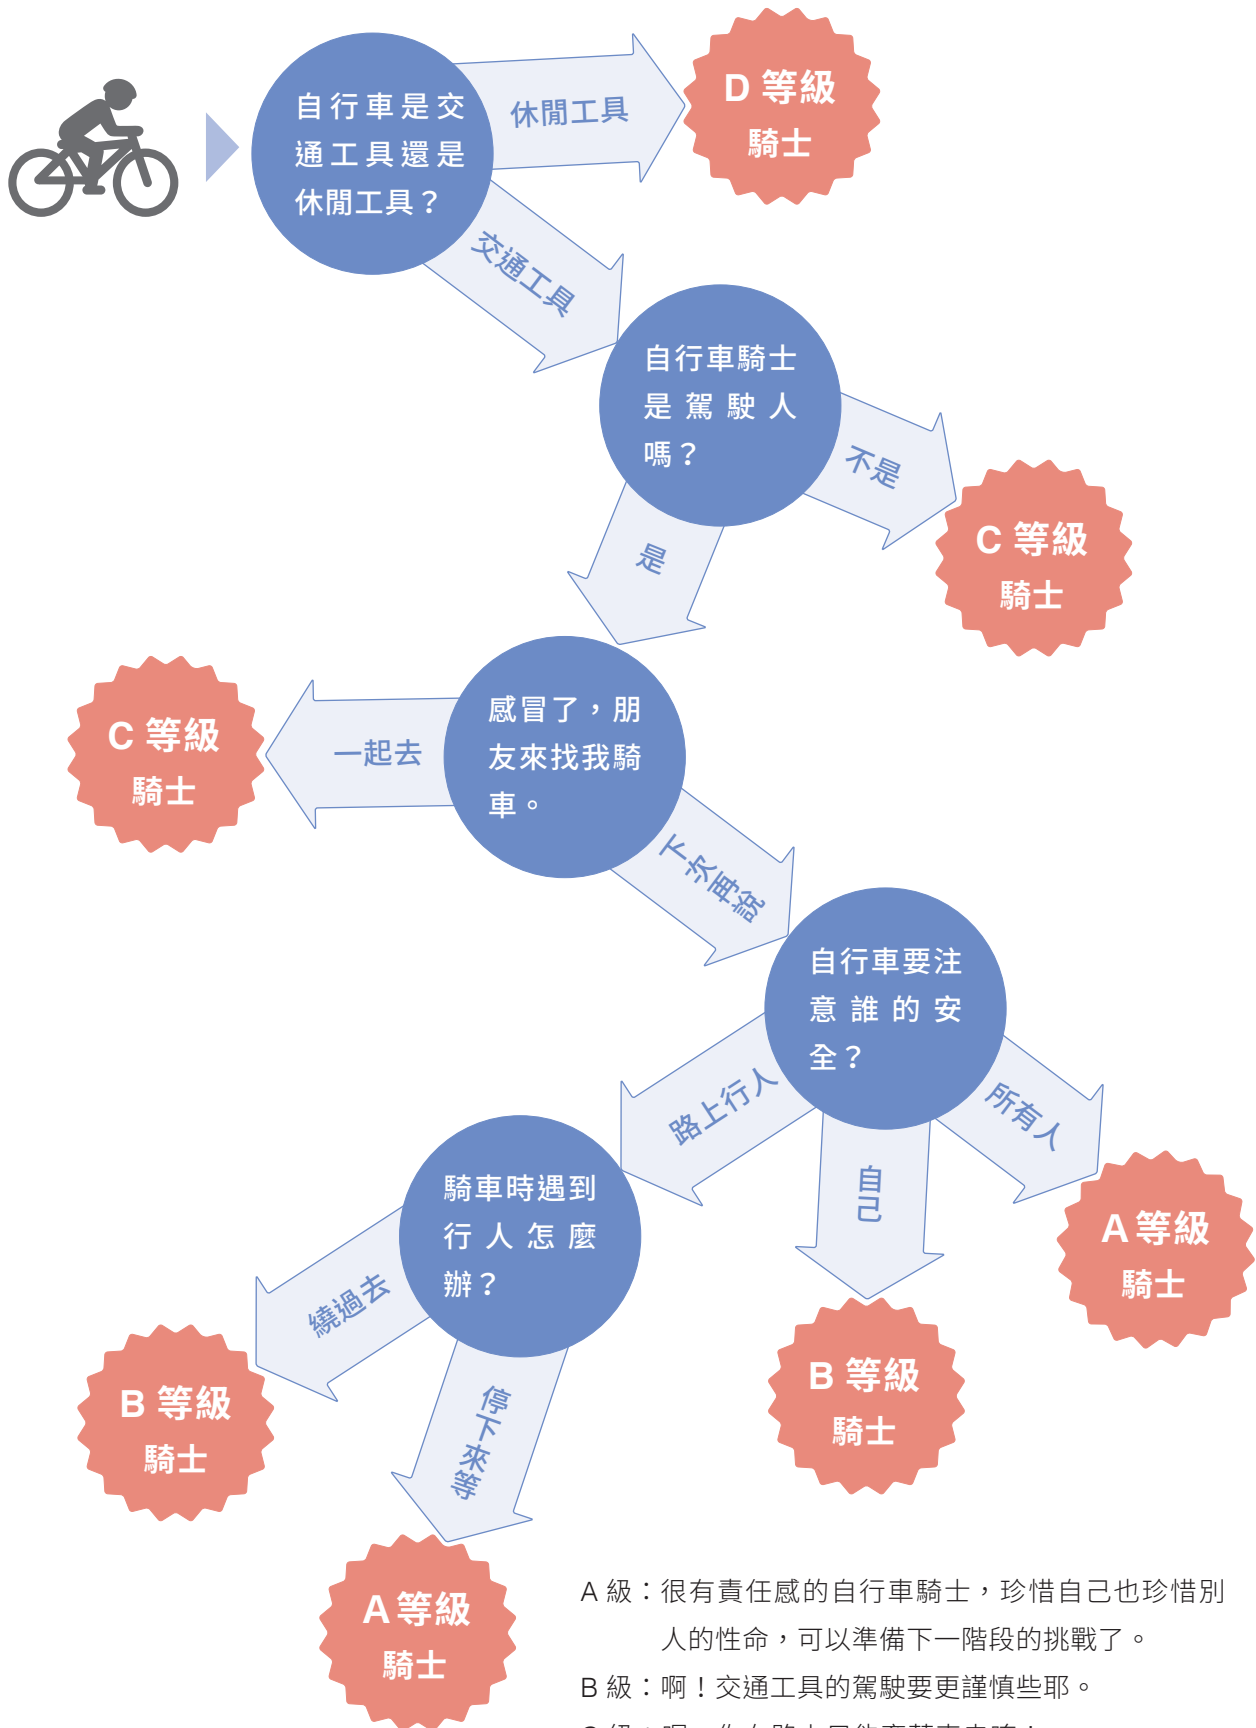 自行車是交
通工具還是
休閒工具？
休閒工具
D 等級
騎士
交通工具
自行車騎士
是駕駛人
嗎？
不是
C 等級
騎士
是
感冒了，朋
友來找我騎
車。
一起去
C 等級
騎士
下次再說
自行車要注
意誰的安
全？
路上行人
自己
所有人
A 等級
騎士
B 等級
騎士
騎車時遇到
行人怎麼
辦？
繞過去
B 等級
騎士
停下來等
A 等級
騎士
A 級：很有責任感的自行車騎士，珍惜自己也珍惜別
人的性命，可以準備下一階段的挑戰了。
B 級：啊！交通工具的駕駛要更謹慎些耶。